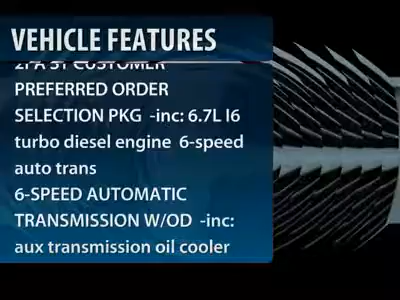 VEHICLE FEATURES
CUSTOMER
PREFERRED ORDER
SELECTION PKG -inc: 6.7L I6
turbo diesel engine 6-speed
auto trans
6-SPEED AUTOMATIC
TRANSMISSION W/OD -inc:
aux transmission oil cooler